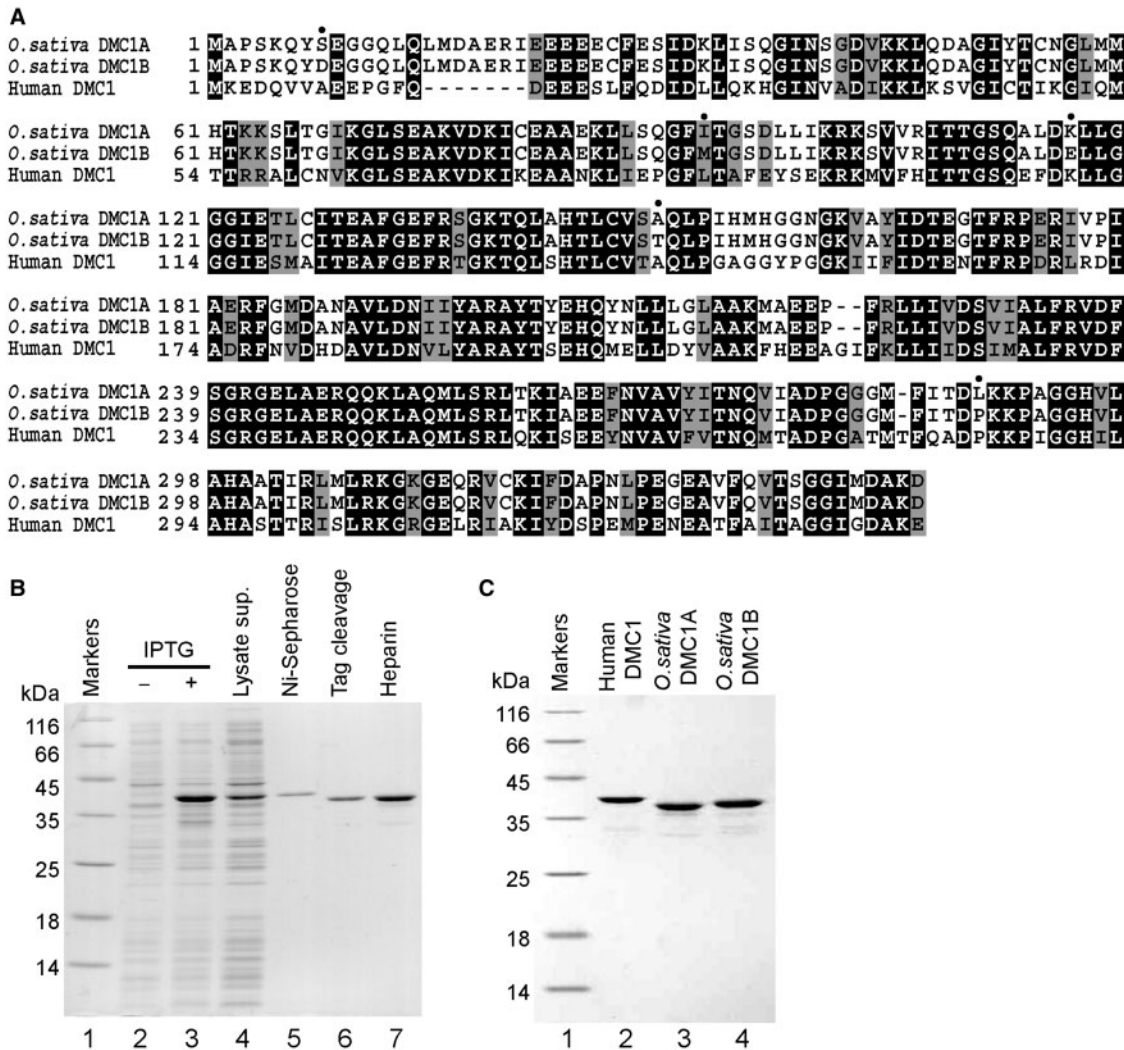 A
O.sativa DMC1A 1 MAPSKQYSEGGQLQLMDAERIEEEEECFESIDKLISQGINSGDVKKLQDAGIYTCNGLMM
O.sativa DMC1B 1 MAPSKQYDEGGQLQLMDAERIEEEEECFESIDKLISQGINSGDVKKLQDAGIYTCNGLMM
Human DMC1 1 MKEDQVVAEEPGFQ-------DEEESLFQDIDLLQKHGINVADIKKLKSVGICTIKGIQM
O.sativa DMC1A 61 HTKKSLTGIKGLSEAKVDKICEAAEKLLSQGFITGSDLLIKRKSVVRITTGSQALDKLLG
O.sativa DMC1B 61 HTKKSLTGIKGLSEAKVDKICEAAEKLLSQGFMTGSDLLIKRKSVVRITTGSQALDELLG
Human DMC1 54 TTRRALCNVKGLSEAKVDKIKEAANKLIEPGFLTAFEYSEKRKMVFHITTGSQEFDKLLG
O.sativa DMC1A 121 GGIETLCITEAFGEFRSGKTQLAHTLCVSAQLPIHMHGGNGKVAYIDTEGTFRPERIVPI
O.sativa DMC1B 121 GGIETLCITEAFGEFRSGKTQLAHTLCVSTQLPIHMHGGNGKVAYIDTEGTFRPERIVPI
Human DMC1 114 GGIESMAITEAFGEFRTGKTQLSHTLCVTAQLPGAGGYPGGKIIFIDTENTFRPDRLRDI
O.sativa DMC1A 181 AERFGMDANAVLDNIIYARAYTYEHQYNLLLGLAAKMAEEP--FRLLIVDSVIALFRVDF
O.sativa DMC1B 181 AERFGMDANAVLDNIIYARAYTYEHQYNLLLGLAAKMAEEP--FRLLIVDSVIALFRVDF
Human DMC1 174 ADRFNVDHDAVLDNVLYARAYTSEHQMELLDYVAAKFHEEAGIFKLLIIDSIMALFRVDF
O.sativa DMC1A 239 SGRGELAERQQKLAQMLSRLTKIAEEFNVAVYITNQVIADPGGGM-FITDLKKPAGGHVL
O.sativa DMC1B 239 SGRGELAERQQKLAQMLSRLTKIAEEFNVAVYITNQVIADPGGGM-FITDPKKPAGGHVL
Human DMC1 234 SGRGELAERQQKLAQMLSRLQKISEEYNVAVFVTNQMTADPGATMTFQADPKKPIGGHIL
O.sativa DMC1A 298 AHAATIRLMLRKGKGEQRVCKIFDAPNLPEGEAVFQVTSGGIMDAKD
O.sativa DMC1B 298 AHAATIRLMLRKGKGEQRVCKIFDAPNLPEGEAVFQVTSGGIMDAKD
Human DMC1 294 AHASTTRISLRKGRGELRIAKIYDSPEMPENEATFAITAGGIGDAKE
B
kDa
Markers
IPTG
− +
Lysate sup.
Ni-Sepharose
Tag cleavage
Heparin
116
66
45
35
25
18
14
1 2 3 4 5 6 7
C
kDa
Markers
Human DMC1
O.sativa DMC1A
O.sativa DMC1B
116
66
45
35
25
18
14
1 2 3 4